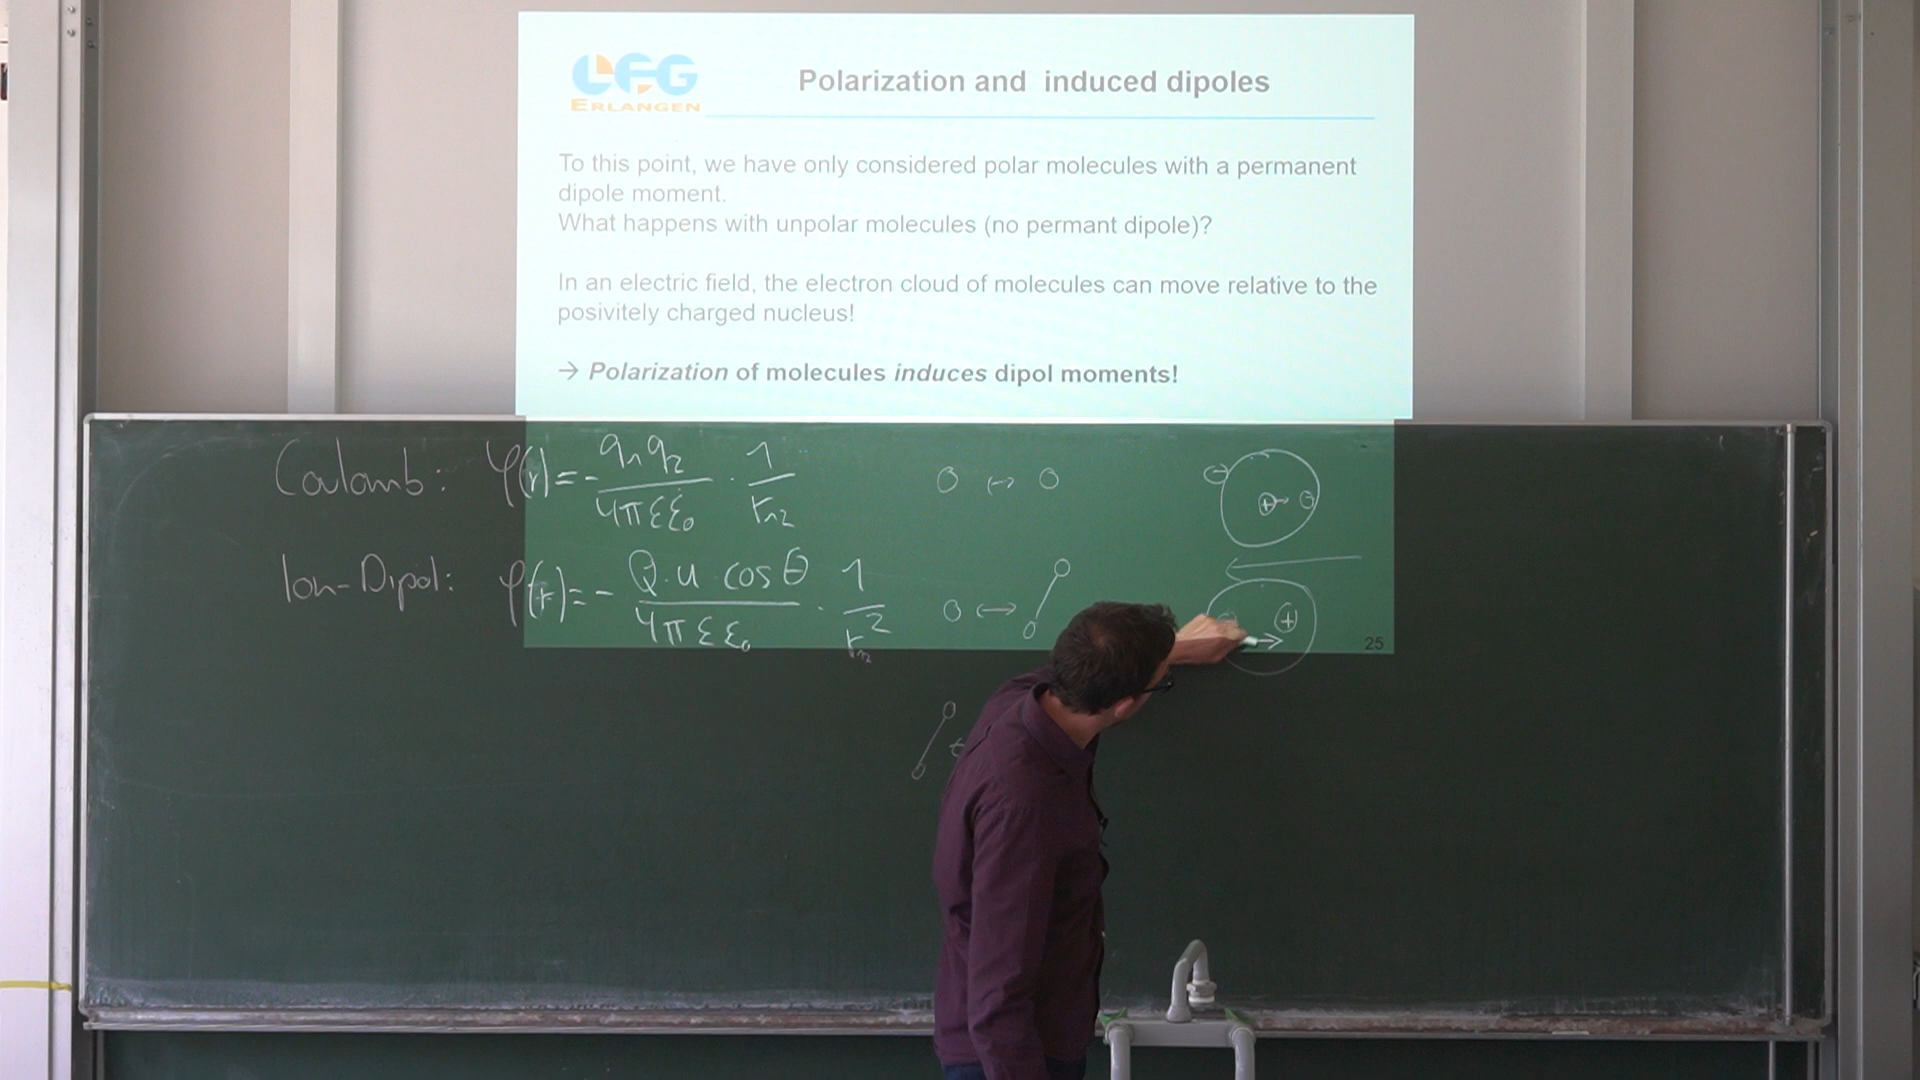 LFG
ERLANGEN
Polarization and induced dipoles
To this point, we have only considered polar molecules with a permanent
dipole moment.
What happens with unpolar molecules (no permant dipole)?
In an electric field, the electron cloud of molecules can move relative to the
posivitely charged nucleus!
→ Polarization of molecules induces dipol moments!
Coulomb: φ(r) = - q₁q₂ / 4πεε₀ · 1 / r₁₂
Ion-Dipol: φ(r) = - Q·u cosθ / 4πεε₀ · 1 / r₁₂²
25